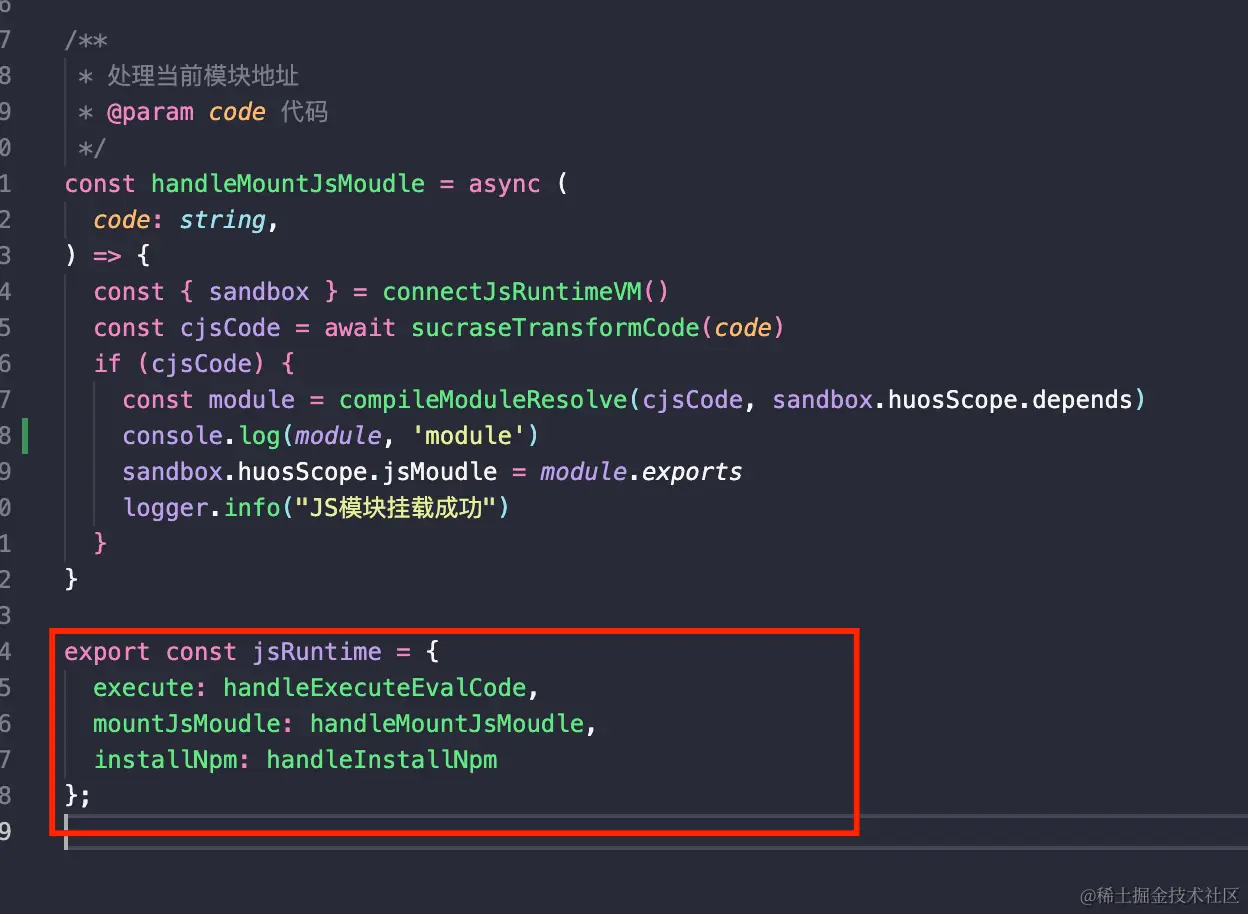 6
7 /**
8 * 处理当前模块地址
9 * @param code 代码
0 */
1 const handleMountJsMoudle = async (
2 code: string,
3 ) => {
4 const { sandbox } = connectJsRuntimeVM()
5 const cjsCode = await sucraseTransformCode(code)
6 if (cjsCode) {
7 const module = compileModuleResolve(cjsCode, sandbox.huosScope.depends)
8 console.log(module, 'module')
9 sandbox.huosScope.jsMoudle = module.exports
0 logger.info("JS模块挂载成功")
1 }
2 }
3
4 export const jsRuntime = {
5 execute: handleExecuteEvalCode,
6 mountJsMoudle: handleMountJsMoudle,
7 installNpm: handleInstallNpm
8 };
9
@稀土掘金技术社区